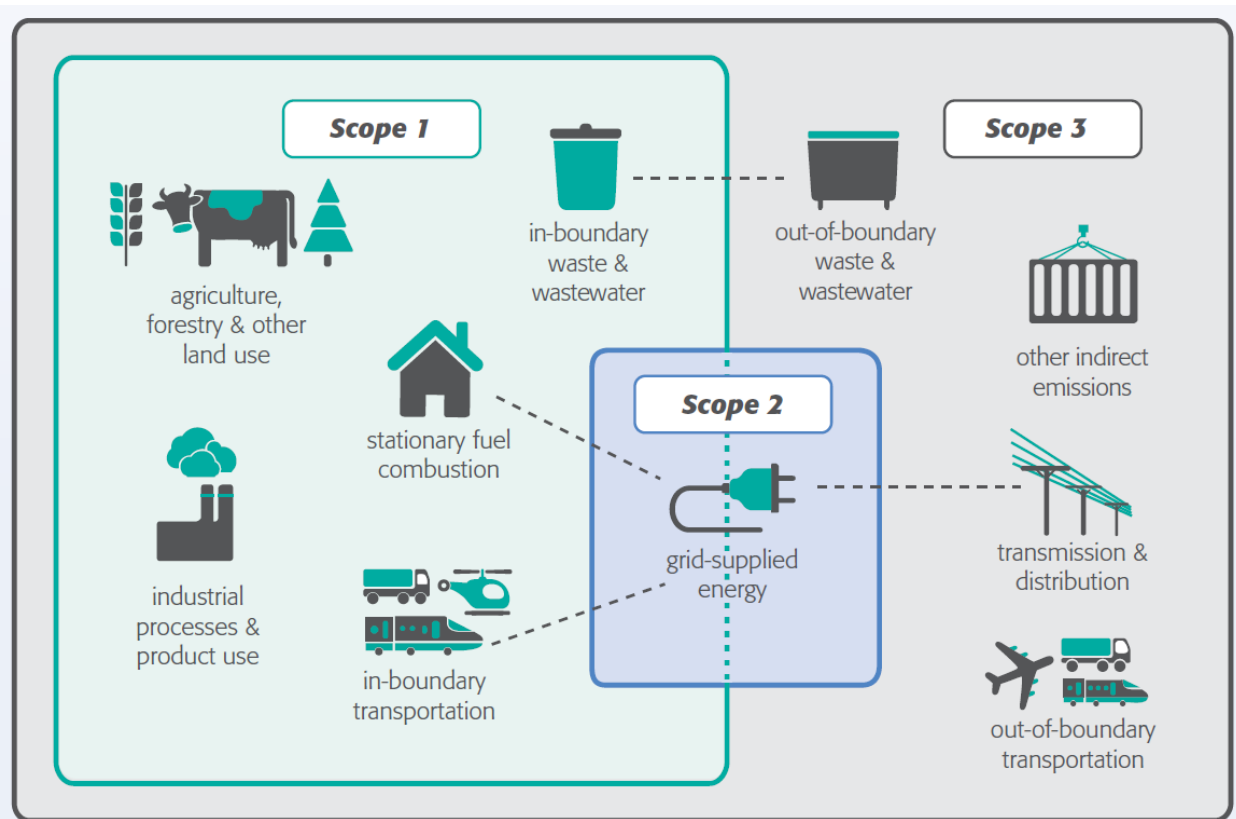 Scope 1
Scope 3
in-boundary
waste &
wastewater
out-of-boundary
waste &
wastewater
agriculture,
forestry & other
land use
other indirect
emissions
Scope 2
stationary fuel
combustion
grid-supplied
energy
transmission &
distribution
industrial
processes &
product use
in-boundary
transportation
out-of-boundary
transportation